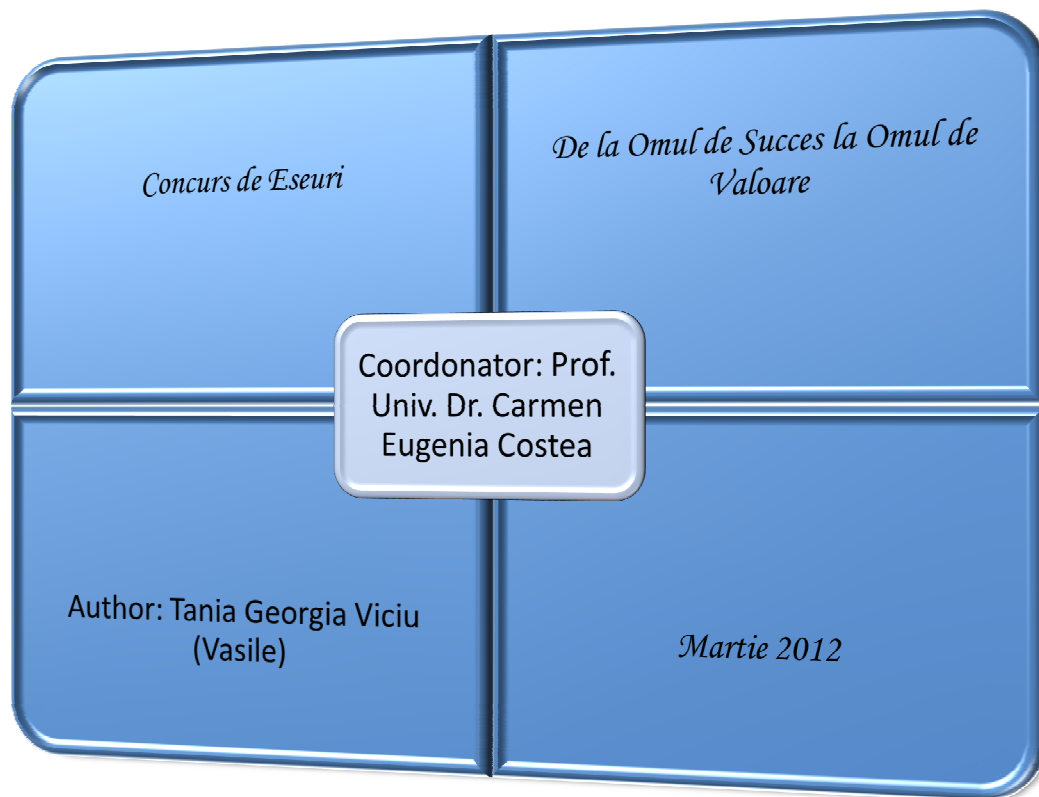 Concurs de Eseuri
De la Omul de Succes la Omul de
Valoare
Coordonator: Prof.
Univ. Dr. Carmen
Eugenia Costea
Author: Tania Georgia Viciu
(Vasile)
Martie 2012